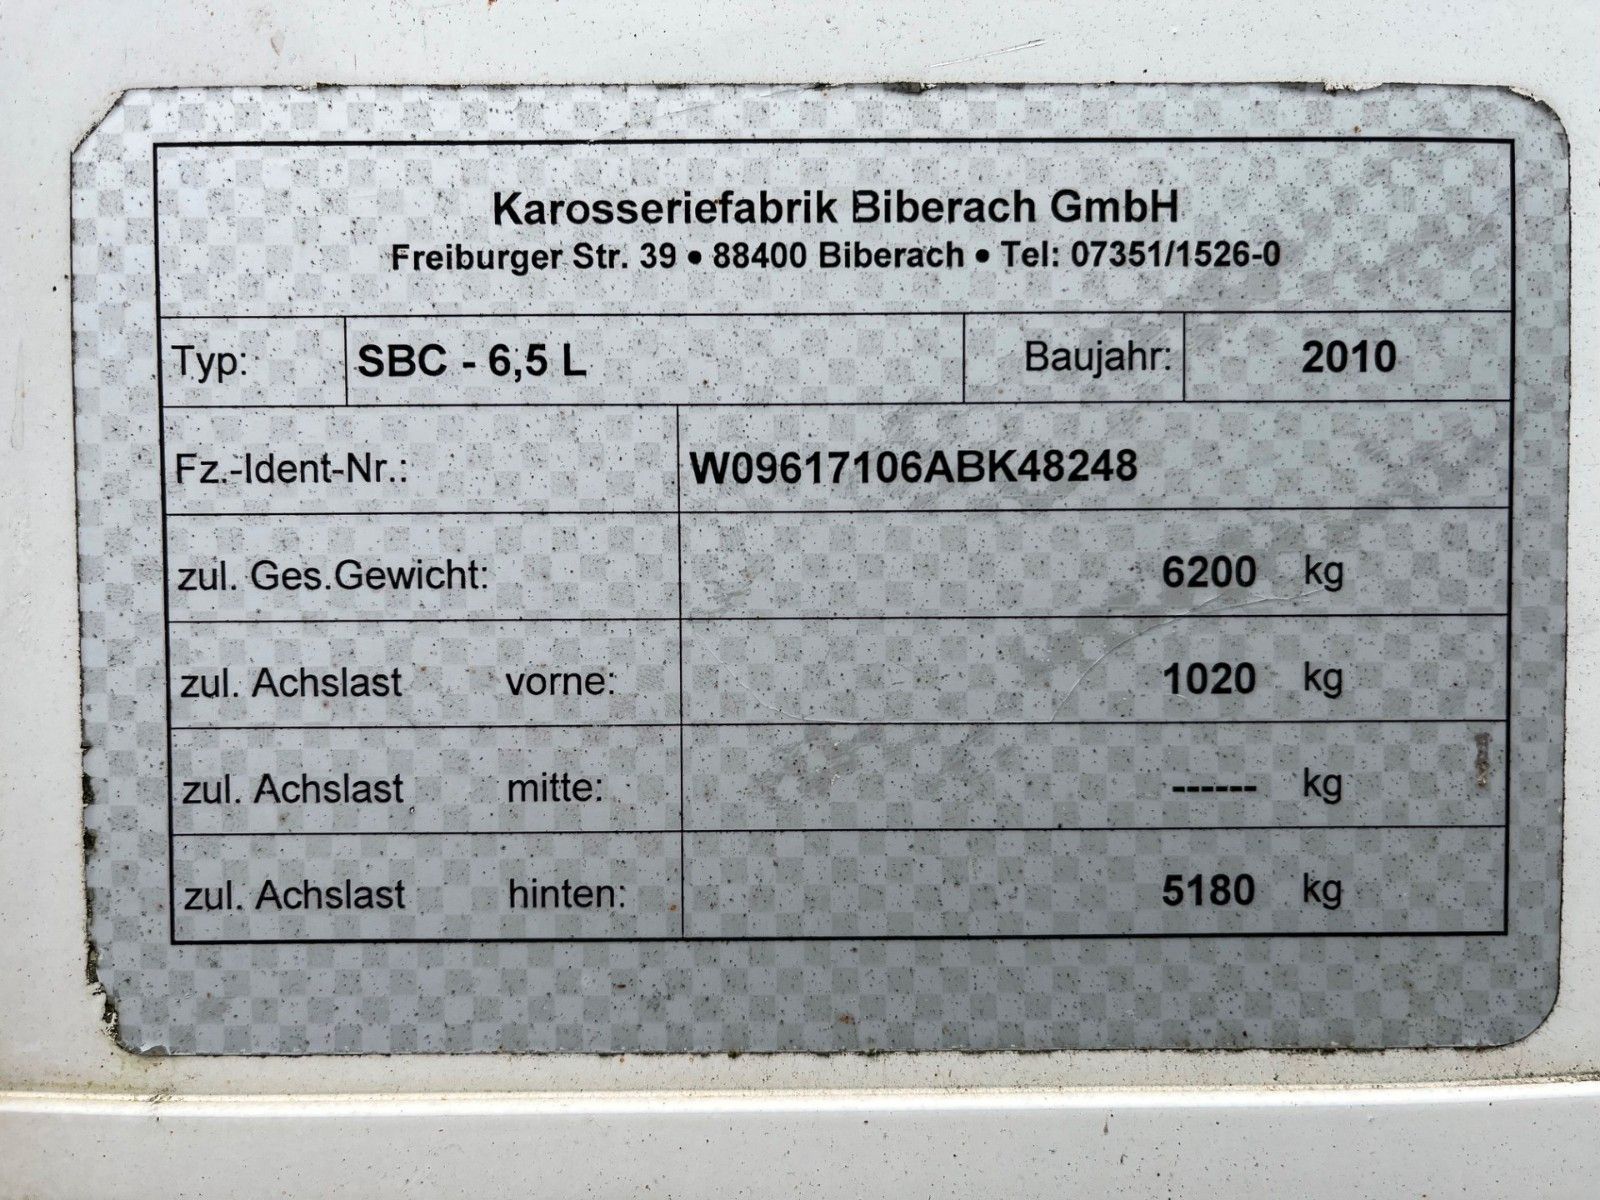 Karosseriefabrik Biberach GmbH
Freiburger Str. 39 • 88400 Biberach • Tel: 07351/1526-0
Typ: SBC - 6,5 L Baujahr: 2010
Fz.-Ident-Nr.: W09617106ABK48248
zul. Ges.Gewicht: 6200 kg
zul. Achslast vorne: 1020 kg
zul. Achslast mitte: ------ kg
zul. Achslast hinten: 5180 kg